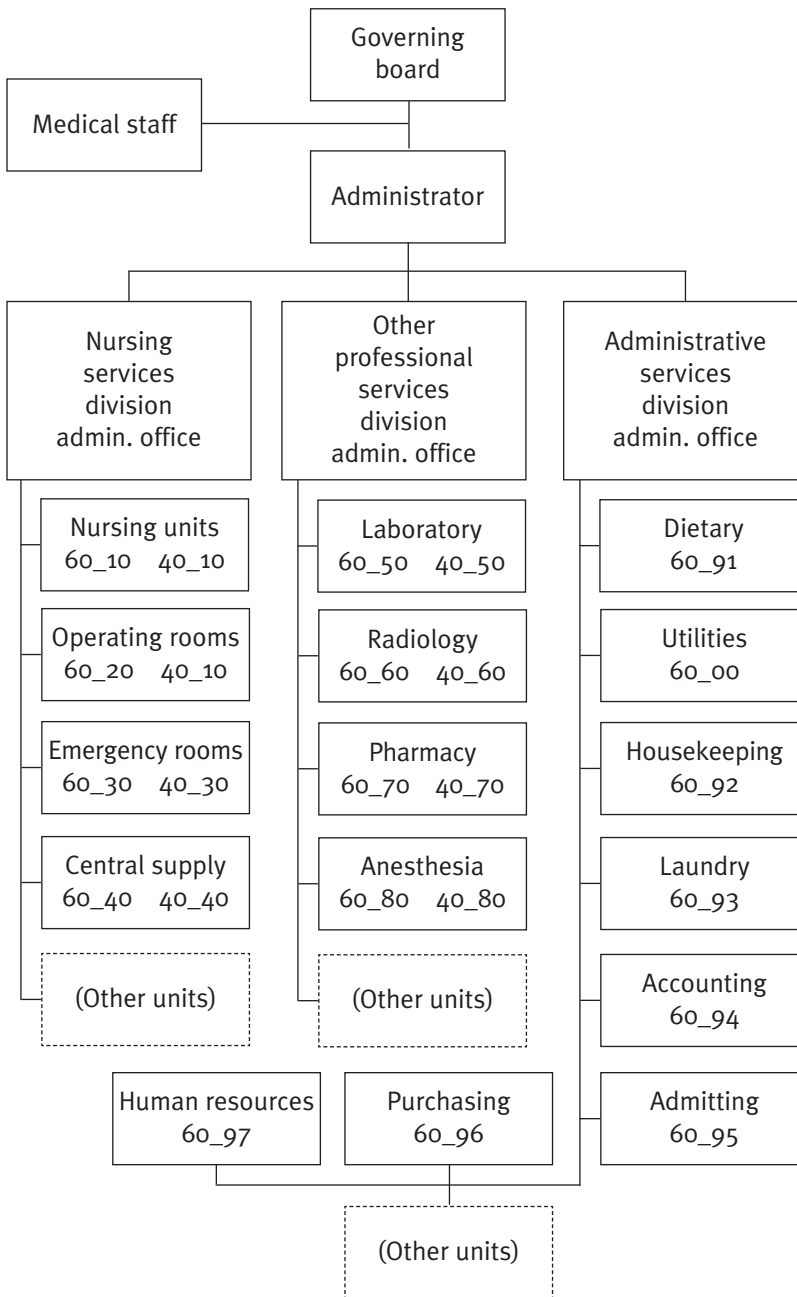 Governing
board
Medical staff
Administrator
Nursing
services
division
admin. office
Other
professional
services
division
admin. office
Administrative
services
division
admin. office
Nursing units
60_10 40_10
Laboratory
60_50 40_50
Dietary
60_91
Operating rooms
60_20 40_10
Radiology
60_60 40_60
Utilities
60_00
Emergency rooms
60_30 40_30
Pharmacy
60_70 40_70
Housekeeping
60_92
Central supply
60_40 40_40
Anesthesia
60_80 40_80
Laundry
60_93
(Other units)
(Other units)
Accounting
60_94
Human resources
60_97
Purchasing
60_96
Admitting
60_95
(Other units)